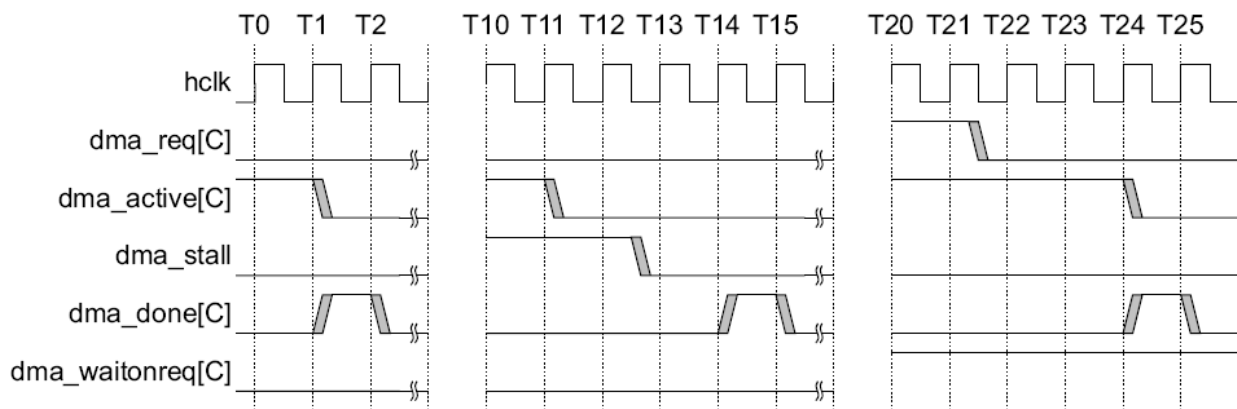 T0 T1 T2 T10 T11 T12 T13 T14 T15 T20 T21 T22 T23 T24 T25
hclk
dma_req[C]
dma_active[C]
dma_stall
dma_done[C]
dma_waitonreq[C]